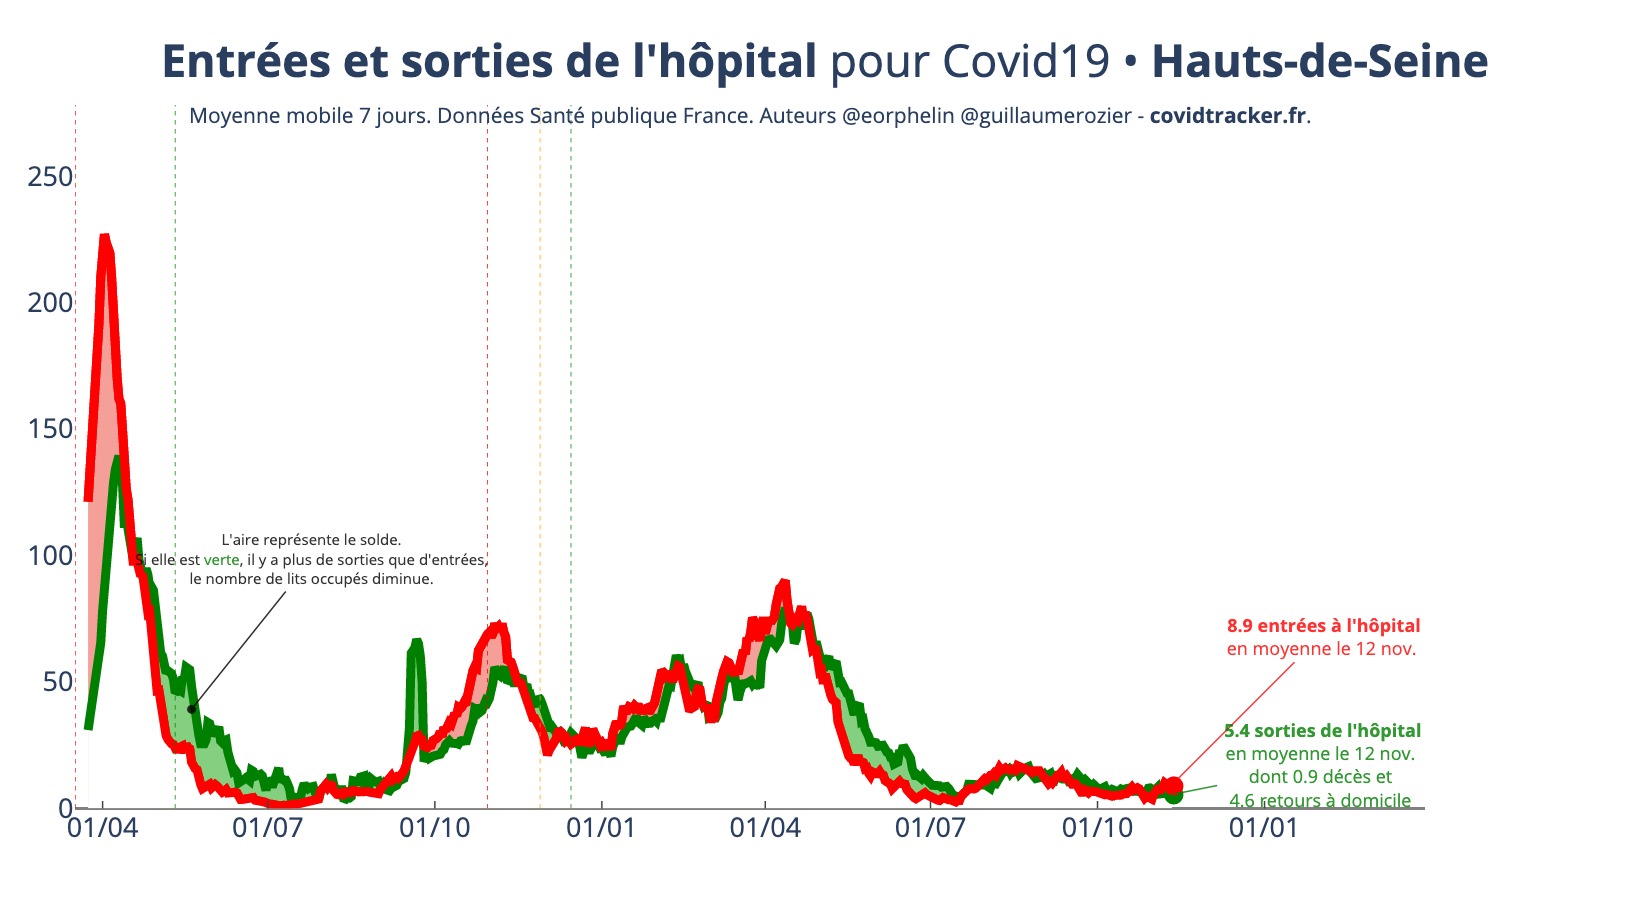 Entrées et sorties de l'hôpital pour Covid19 • Hauts-de-Seine
Moyenne mobile 7 jours. Données Santé publique France. Auteurs @eorphelin @guillaumerozier - covidtracker.fr.
250
200
150
100
50
0
L'aire représente le solde.
Si elle est verte, il y a plus de sorties que d'entrées,
le nombre de lits occupés diminue.
8.9 entrées à l'hôpital
en moyenne le 12 nov.
5.4 sorties de l'hôpital
en moyenne le 12 nov.
dont 0.9 décès et
4.6 retours à domicile
01/04 01/07 01/10 01/01 01/04 01/07 01/10 01/01